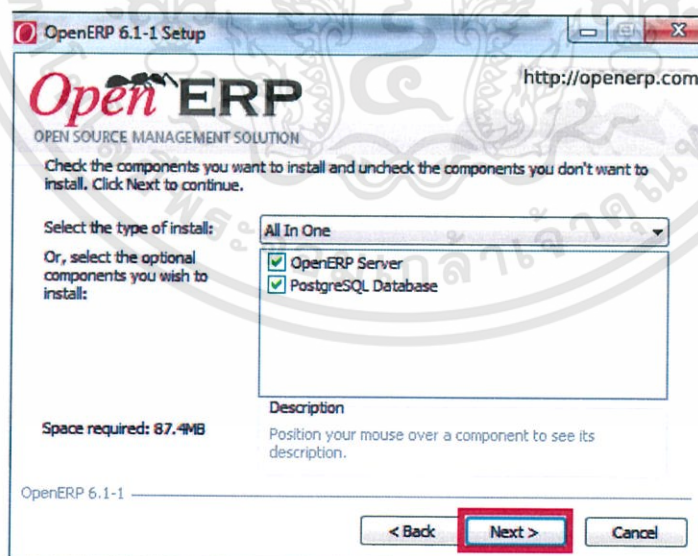 OpenERP 6.1-1 Setup
Open ERP
http://openerp.com
OPEN SOURCE MANAGEMENT SOLUTION
Check the components you want to install and uncheck the components you don't want to
install. Click Next to continue.
Select the type of install:
All In One
Or, select the optional
components you wish to
install:
OpenERP Server
PostgreSQL Database
Space required: 87.4MB
Description
Position your mouse over a component to see its
description.
OpenERP 6.1-1
< Back
Next >
Cancel